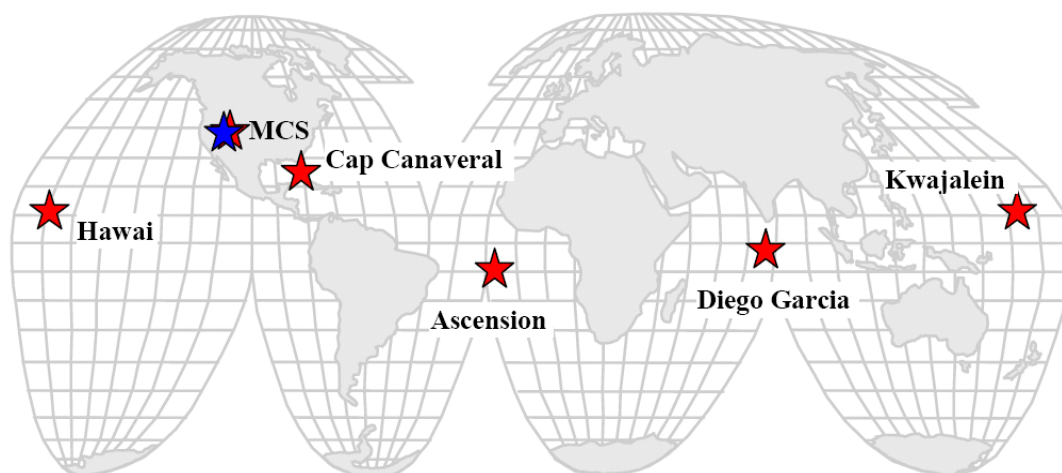 MCS
Cap Canaveral
Kwajalein
Hawai
Diego Garcia
Ascension